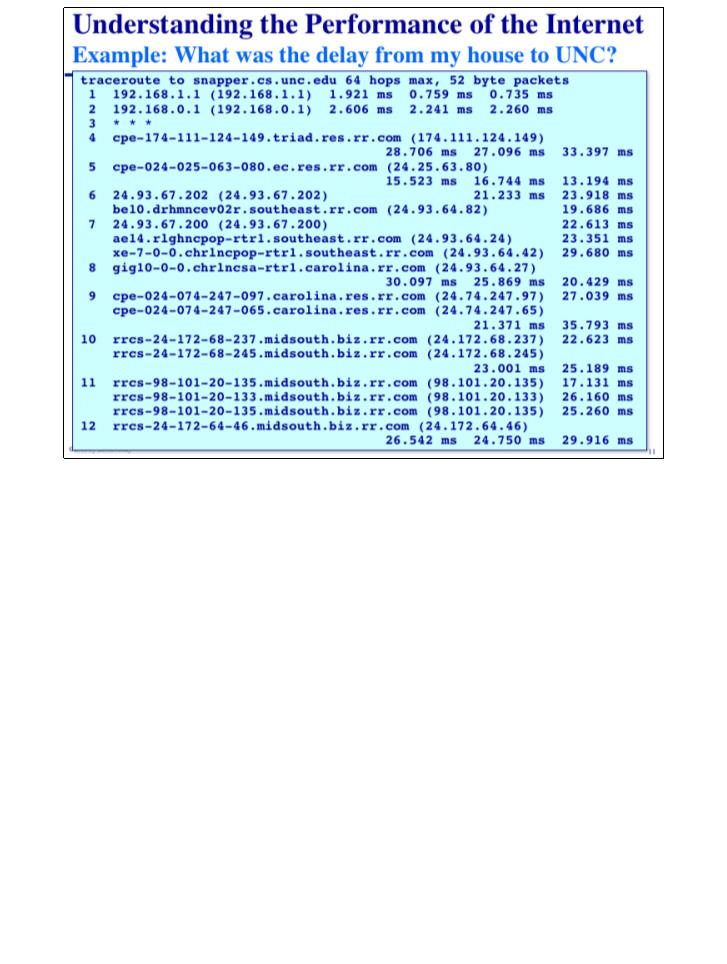 Understanding the Performance of the Internet
Example: What was the delay from my house to UNC?
traceroute to snapper.cs.unc.edu 64 hops max, 52 byte packets
1 192.168.1.1 (192.168.1.1) 1.921 ms 0.759 ms 0.735 ms
2 192.168.0.1 (192.168.0.1) 2.606 ms 2.241 ms 2.260 ms
3 * * *
4 cpe-174-111-124-149.triad.res.rr.com (174.111.124.149)
28.706 ms 27.096 ms 33.397 ms
5 cpe-024-025-063-080.ec.res.rr.com (24.25.63.80)
15.523 ms 16.744 ms 13.194 ms
6 24.93.67.202 (24.93.67.202) 21.233 ms 23.918 ms
be10.drhmncev02r.southeast.rr.com (24.93.64.82) 19.686 ms
7 24.93.67.200 (24.93.67.200) 22.613 ms
ae14.rlghncpop-rtr1.southeast.rr.com (24.93.64.24) 23.351 ms
xe-7-0-0.chrlncpop-rtr1.southeast.rr.com (24.93.64.42) 29.680 ms
8 gig10-0-0.chrlncsa-rtr1.carolina.rr.com (24.93.64.27)
30.097 ms 25.869 ms 20.429 ms
9 cpe-024-074-247-097.carolina.res.rr.com (24.74.247.97) 27.039 ms
cpe-024-074-247-065.carolina.res.rr.com (24.74.247.65)
21.371 ms 35.793 ms
10 rrcs-24-172-68-237.midsouth.biz.rr.com (24.172.68.237) 22.623 ms
rrcs-24-172-68-245.midsouth.biz.rr.com (24.172.68.245)
23.001 ms 25.189 ms
11 rrcs-98-101-20-135.midsouth.biz.rr.com (98.101.20.135) 17.131 ms
rrcs-98-101-20-133.midsouth.biz.rr.com (98.101.20.133) 26.160 ms
rrcs-98-101-20-135.midsouth.biz.rr.com (98.101.20.135) 25.260 ms
12 rrcs-24-172-64-46.midsouth.biz.rr.com (24.172.64.46)
26.542 ms 24.750 ms 29.916 ms
11